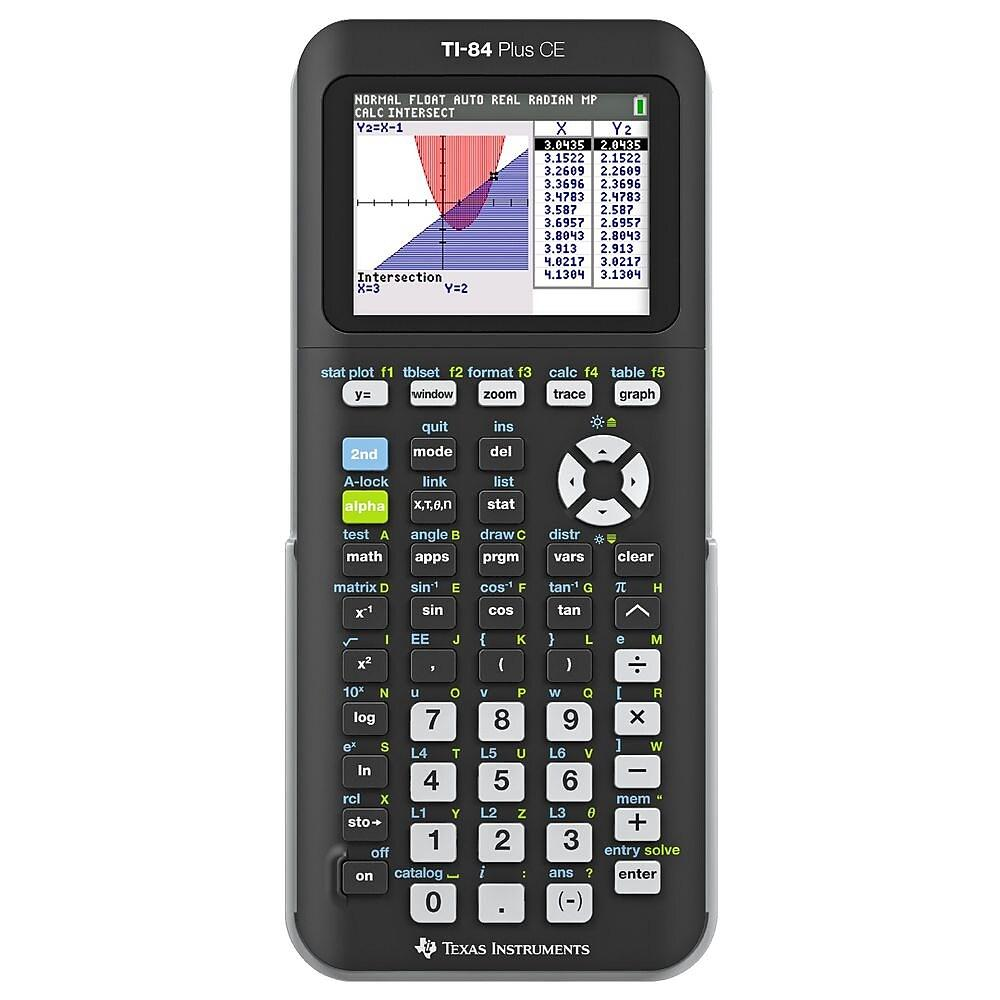 TI-84 Plus CE
NORMAL FLOAT AUTO REAL RADIAN MP
CALC INTERSECT
Y2=X-1
X Y2
3.0435 2.0435
3.1522 2.1522
3.2609 2.2609
3.3696 2.3696
3.4783 2.4783
3.587 2.587
3.6957 2.6957
3.8043 2.8043
3.913 2.913
4.0217 3.0217
4.1304 3.1304
Intersection
X=3 Y=2
stat plot f1 tblset f2 format f3 calc f4 table f5
y= window zoom trace graph
quit ins
2nd mode del
A-lock link list
alpha X,T,θ,n stat
test A angle B draw C distr
math apps prgm vars clear
matrix D sin⁻¹ E cos⁻¹ F tan⁻¹ G π H
x⁻¹ sin cos tan ^
√ I EE J { K } L e M
x² , ( ) ÷
10ˣ N u O v P w Q [ R
log 7 8 9 ×
eˣ S L4 T L5 U L6 V ] W
ln 4 5 6 −
rcl X L1 Y L2 Z L3 θ mem "
sto→ 1 2 3 +
off catalog ⎵ i : ans ? entry solve
on 0 . (-) enter
TEXAS INSTRUMENTS